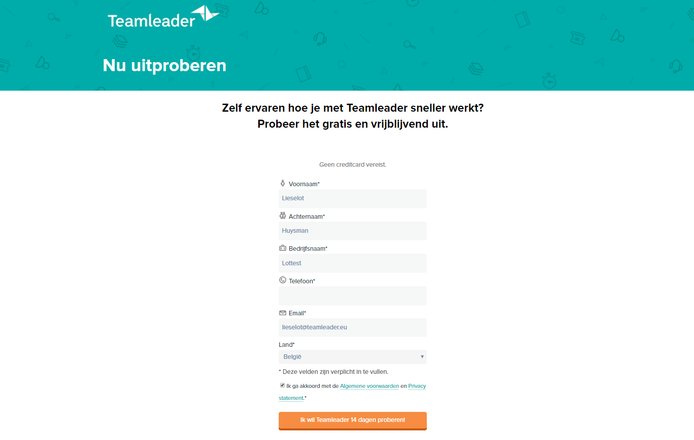 Teamleader
Nu uitproberen
Zelf ervaren hoe je met Teamleader sneller werkt?
Probeer het gratis en vrijblijvend uit.
Geen creditcard vereist.
Voornaam*
Lieselot
Achternaam*
Huysman
Bedrijfsnaam*
Lottest
Telefoon*
Email*
lieselot@teamleader.eu
Land*
België
* Deze velden zijn verplicht in te vullen.
Ik ga akkoord met de Algemene voorwaarden en Privacy
statement.*
Ik wil Teamleader 14 dagen proberen!